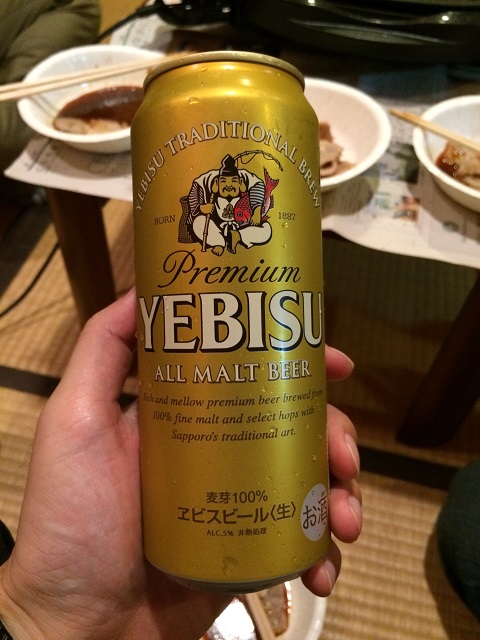 YEBISU TRADITIONAL BREW
BORN 1887
Premium
YEBISU
ALL MALT BEER
Rich and mellow premium beer brewed from
100% fine malt and select hops with
Sapporo's traditional art.
麦芽100%
ヱビスビール〈生〉
お酒
ALC.5% 非熱処理